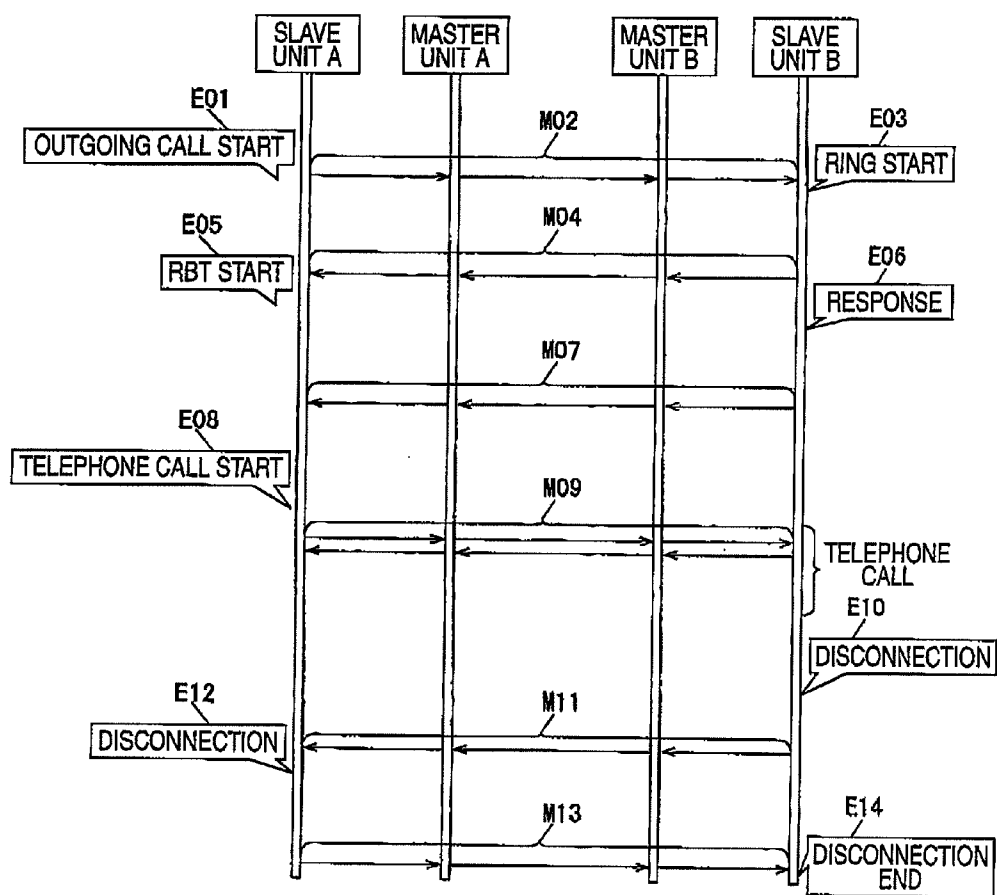 SLAVE
UNIT A
MASTER
UNIT A
MASTER
UNIT B
SLAVE
UNIT B
E01
OUTGOING CALL START
M02
E03
RING START
E05
RBT START
M04
E06
RESPONSE
M07
E08
TELEPHONE CALL START
M09
TELEPHONE
CALL
E10
DISCONNECTION
E12
DISCONNECTION
M11
M13
E14
DISCONNECTION
END